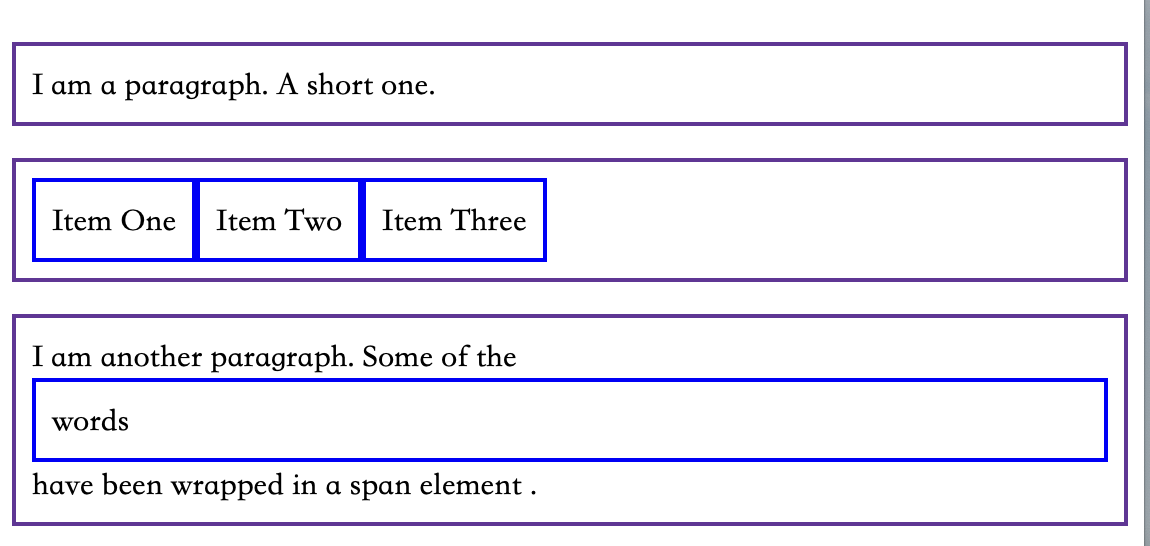 I am a paragraph. A short one.
Item One Item Two Item Three
I am another paragraph. Some of the
words
have been wrapped in a span element .